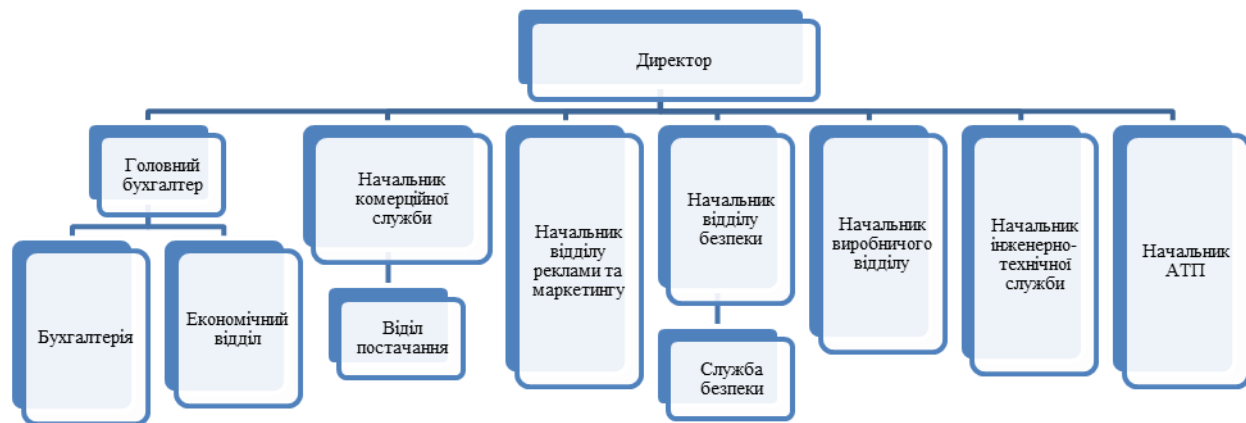 Директор
Головний
бухгалтер
Начальник
комерційної
служби
Начальник
відділу
реклами та
маркетингу
Начальник
відділу
безпеки
Начальник
виробничого
відділу
Начальник
інженерно-
технічної
служби
Начальник
АТП
Бухгалтерія
Економічний
відділ
Віділ
постачання
Служба
безпеки